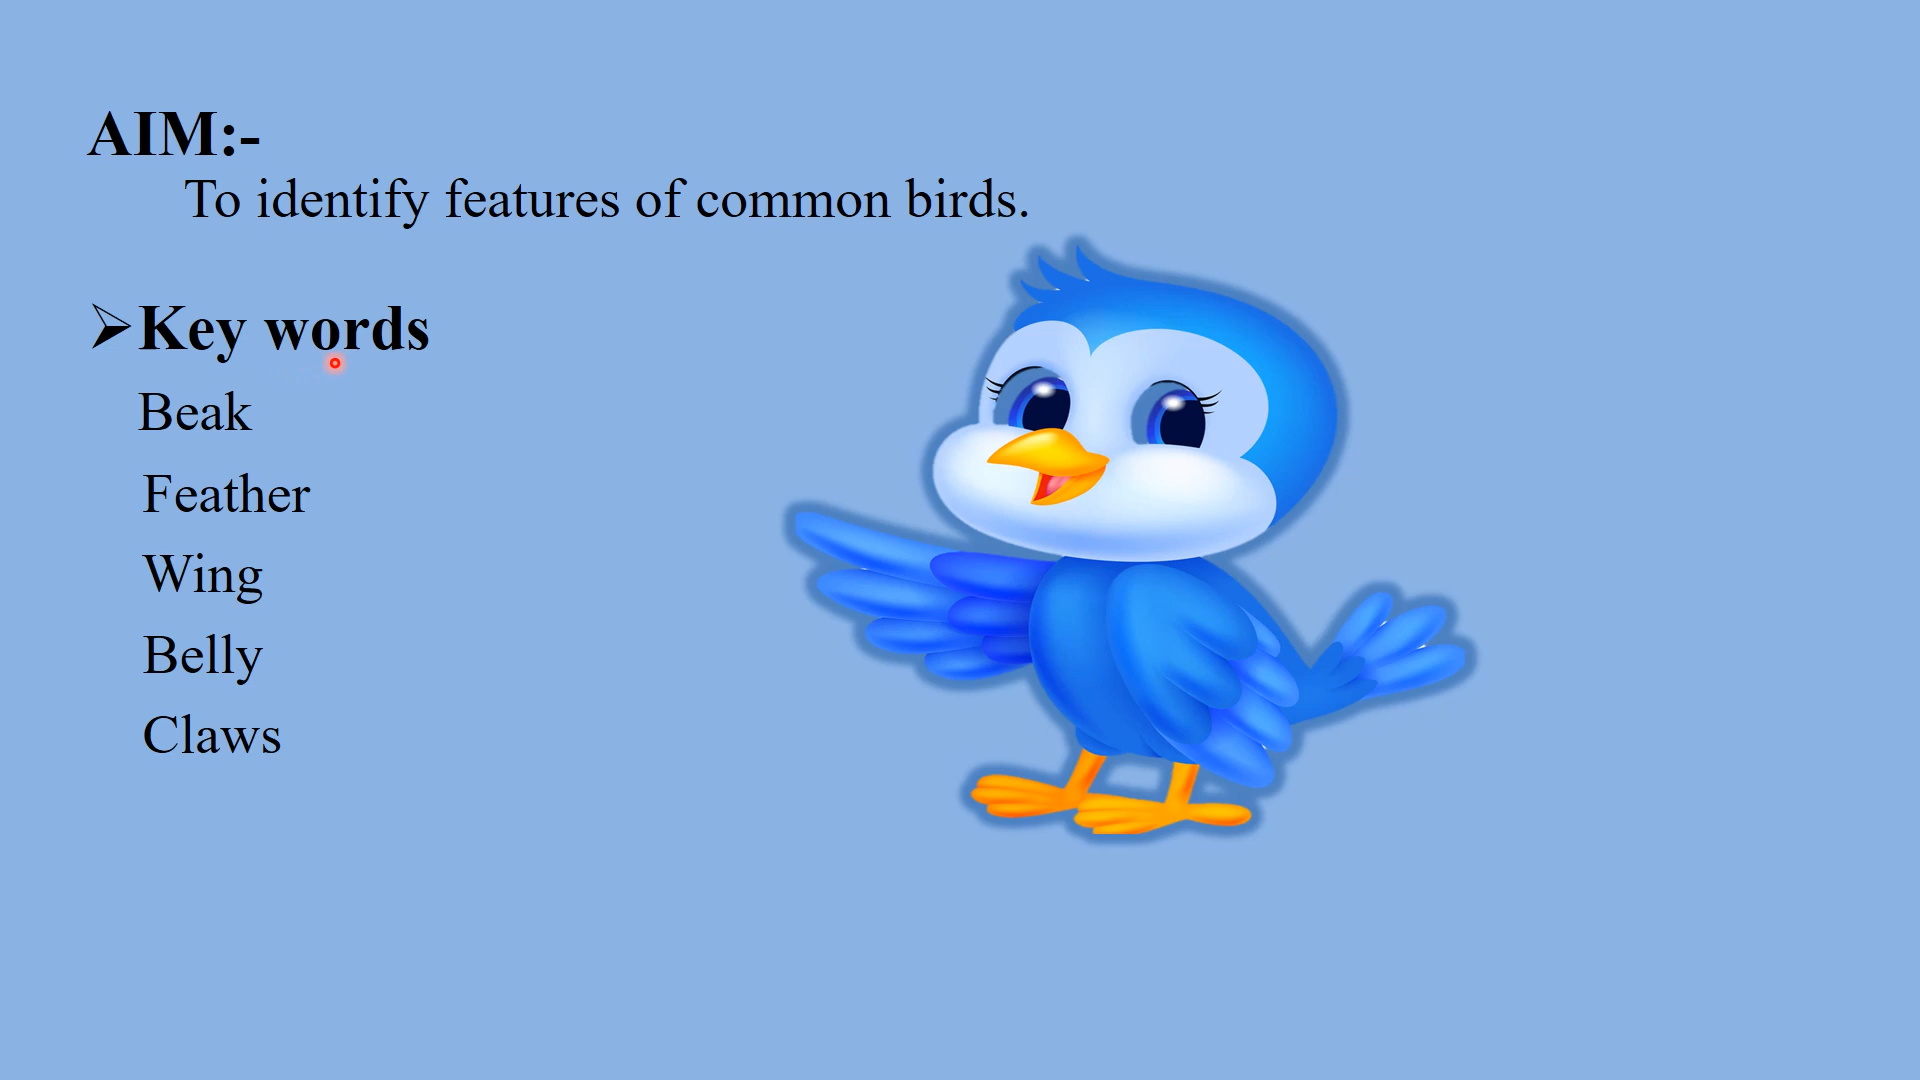 AIM:-
To identify features of common birds.
➢Key words
Beak
Feather
Wing
Belly
Claws